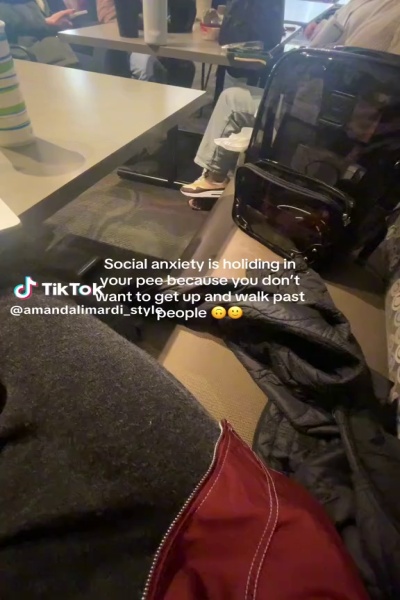 Social anxiety is holiding in
your pee because you don't
want to get up and walk past
people 🙃🙂
TikTok
@amandalimardi_style